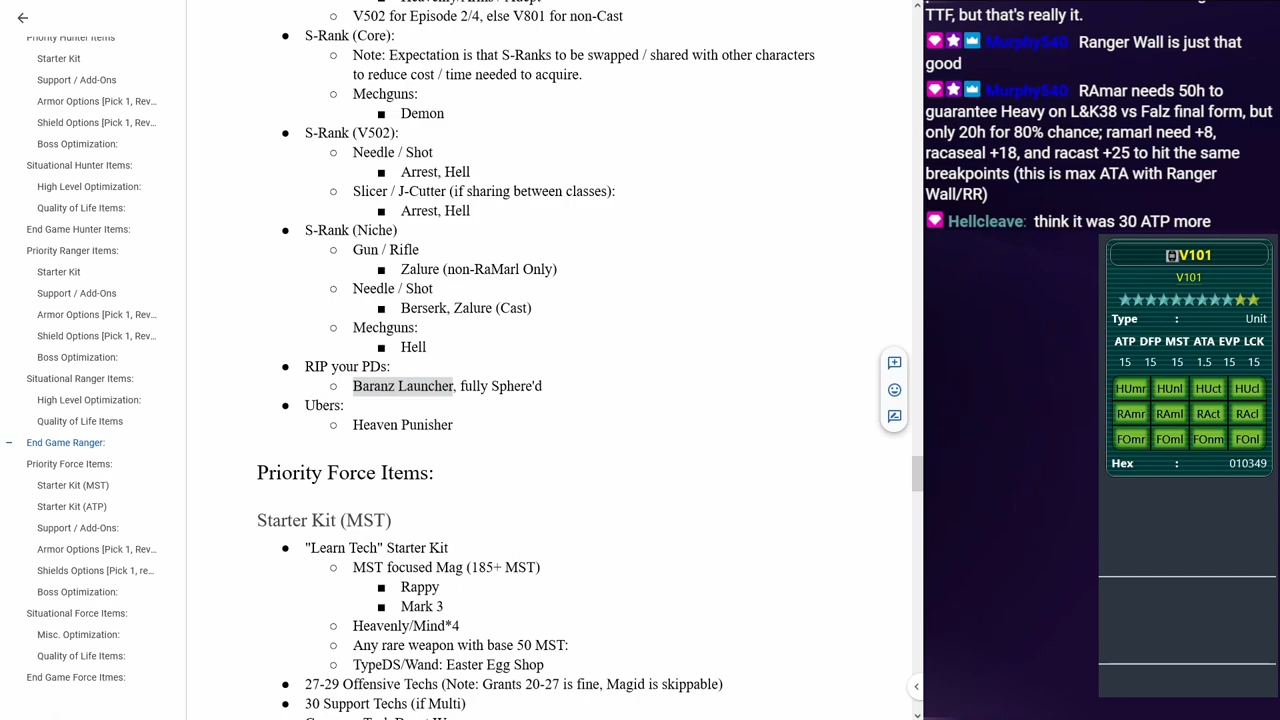 Priority Hunter Items
Starter Kit
Support / Add-Ons
Armor Options [Pick 1, Rev...
Shield Options [Pick 1, Rev...
Boss Optimization:
Situational Hunter Items:
High Level Optimization:
Quality of Life Items:
End Game Hunter Items:
Priority Ranger Items:
Starter Kit
Support / Add-Ons
Armor Options [Pick 1, Rev...
Shield Options [Pick 1, Rev...
Boss Optimization:
Situational Ranger Items:
High Level Optimization:
Quality of Life Items
End Game Ranger:
Priority Force Items:
Starter Kit (MST)
Starter Kit (ATP)
Support / Add-Ons:
Armor Options [Pick 1, Rev...
Shields Options [Pick 1, re...
Boss Optimization:
Situational Force Items:
Misc. Optimization:
Quality of Life Items:
End Game Force Itmes:
V502 for Episode 2/4, else V801 for non-Cast
S-Rank (Core):
Note: Expectation is that S-Ranks to be swapped / shared with other characters
to reduce cost / time needed to acquire.
Mechguns:
Demon
S-Rank (V502):
Needle / Shot
Arrest, Hell
Slicer / J-Cutter (if sharing between classes):
Arrest, Hell
S-Rank (Niche)
Gun / Rifle
Zalure (non-RaMarl Only)
Needle / Shot
Berserk, Zalure (Cast)
Mechguns:
Hell
RIP your PDs:
Baranz Launcher, fully Sphere'd
Ubers:
Heaven Punisher
Priority Force Items:
Starter Kit (MST)
"Learn Tech" Starter Kit
MST focused Mag (185+ MST)
Rappy
Mark 3
Heavenly/Mind*4
Any rare weapon with base 50 MST:
TypeDS/Wand: Easter Egg Shop
27-29 Offensive Techs (Note: Grants 20-27 is fine, Magid is skippable)
30 Support Techs (if Multi)
TTF, but that's really it.
Murphy540 Ranger Wall is just that
good
Murphy540 RAmar needs 50h to
guarantee Heavy on L&K38 vs Falz final form, but
only 20h for 80% chance; ramarl need +8,
racaseal +18, and racast +25 to hit the same
breakpoints (this is max ATA with Ranger
Wall/RR)
Hellcleave: think it was 30 ATP more
V101
V101
Type : Unit
ATP DFP MST ATA EVP LCK
15 15 15 1.5 15 15
HUmr HUnl HUct HUcl
RAmr RAml RAct RAcl
FOmr FOml FOnm FOnl
Hex : 010349